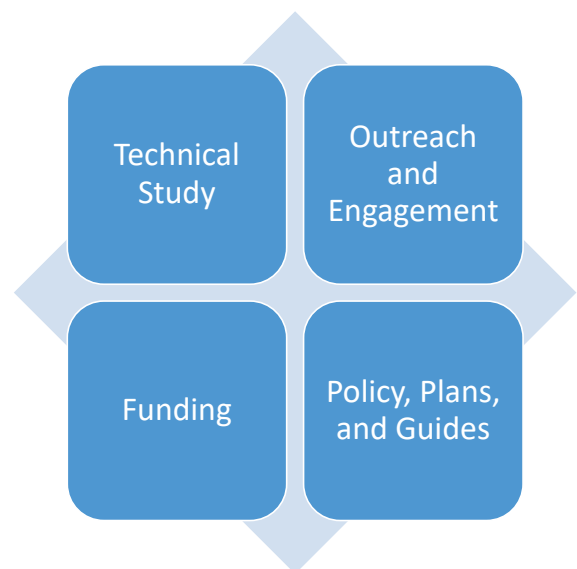 Technical
Study
Outreach
and
Engagement
Funding
Policy, Plans,
and Guides